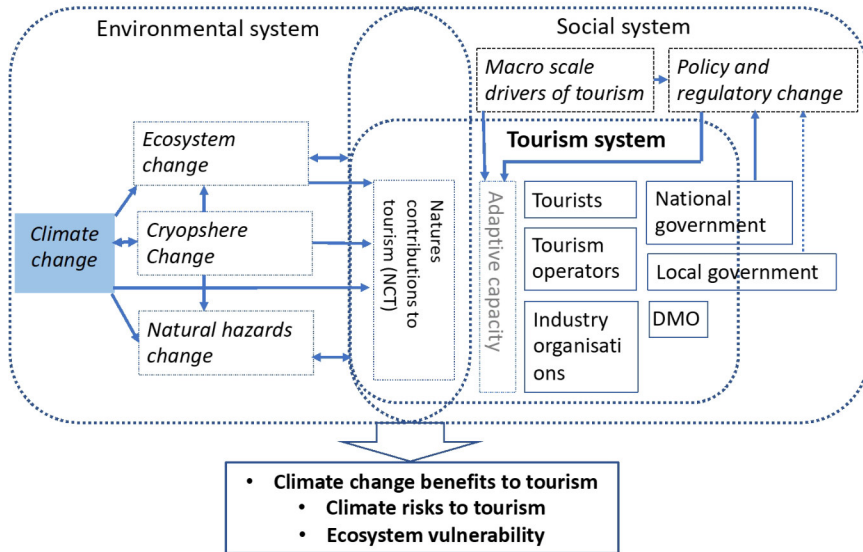 Environmental system
Social system
Macro scale
drivers of tourism
Policy and
regulatory change
Ecosystem
change
Tourism system
Climate
change
Cryopshere
Change
Natural hazards
change
Natures
contributions to
tourism (NCT)
Adaptive capacity
Tourists
Tourism
operators
Industry
organisati
ons
National
government
Local government
DMO
• Climate change benefits to tourism
• Climate risks to tourism
• Ecosystem vulnerability